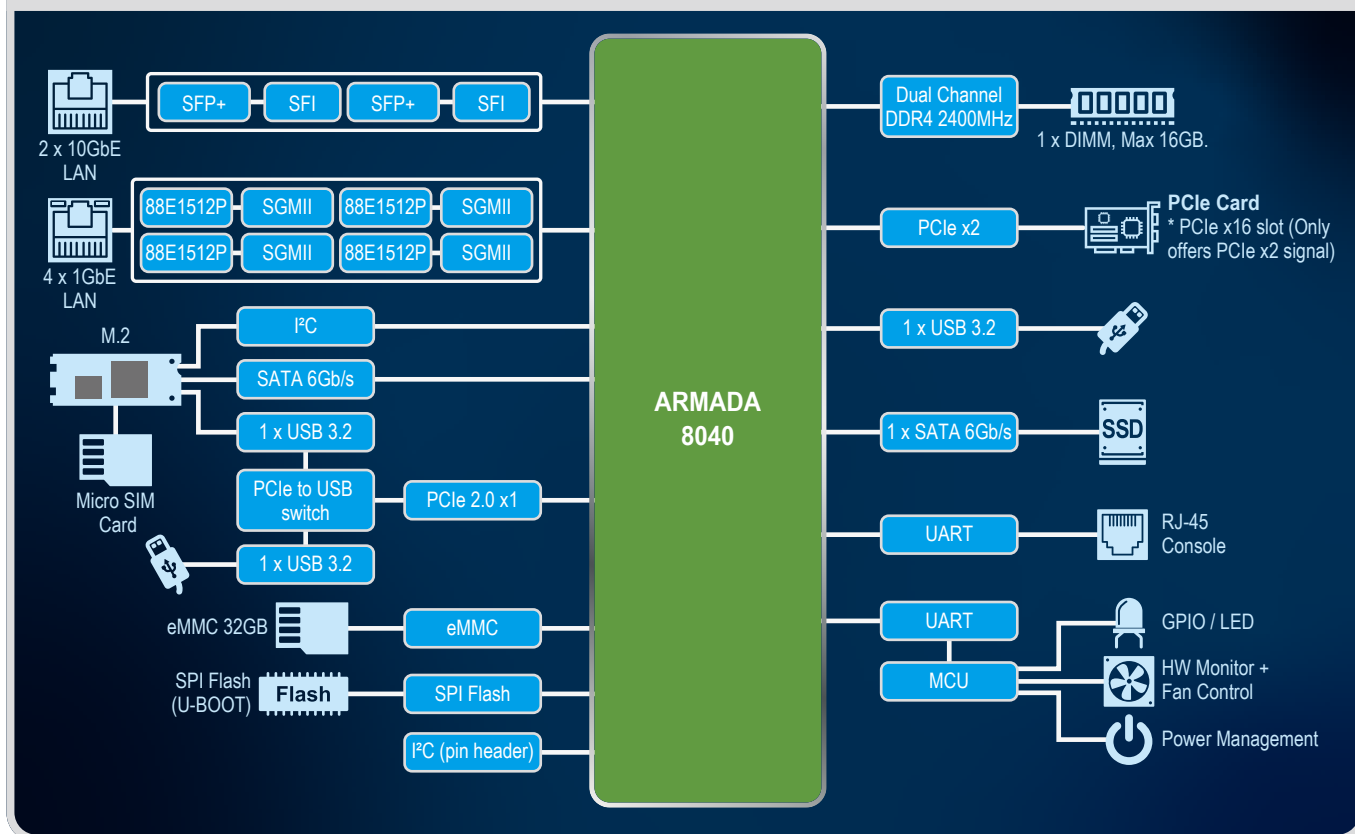 SFP+
SFI
SFP+
SFI
2 x 10GbE
LAN
88E1512P
SGMII
88E1512P
SGMII
88E1512P
SGMII
88E1512P
SGMII
4 x 1GbE
LAN
M.2
I²C
SATA 6Gb/s
1 x USB 3.2
Micro SIM
Card
PCIe to USB
switch
PCIe 2.0 x1
1 x USB 3.2
eMMC 32GB
eMMC
SPI Flash
(U-BOOT)
Flash
SPI Flash
I²C (pin header)
ARMADA
8040
Dual Channel
DDR4 2400MHz
1 x DIMM, Max 16GB.
PCIe x2
PCIe Card
* PCIe x16 slot (Only
offers PCIe x2 signal)
1 x USB 3.2
1 x SATA 6Gb/s
SSD
UART
RJ-45
Console
UART
MCU
GPIO / LED
HW Monitor +
Fan Control
Power Management